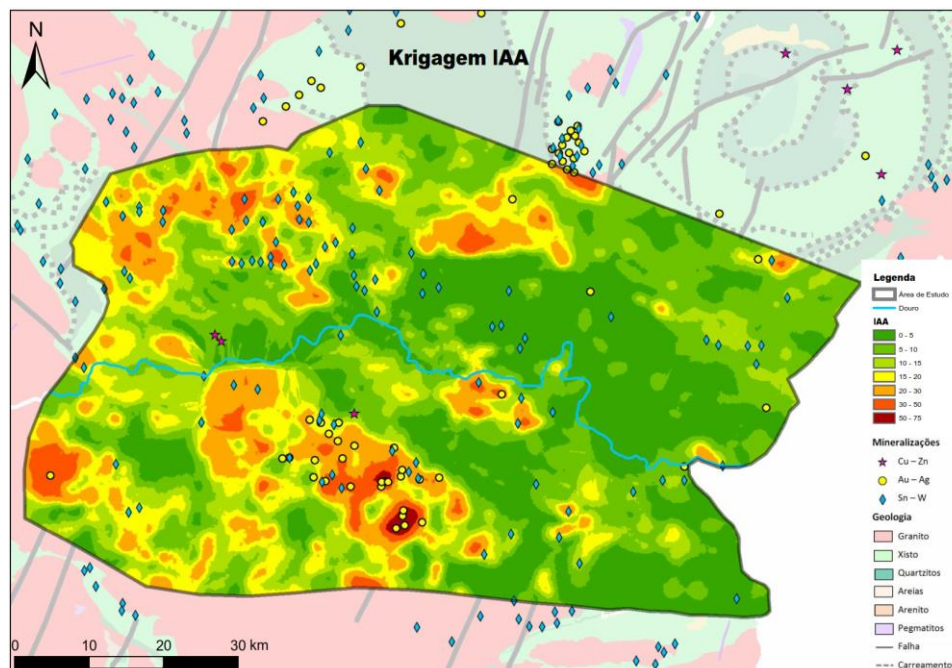 N
Krigagem IAA
Legenda
Área de Estudo
Douro
IAA
0 - 5
5 - 10
10 - 15
15 - 20
20 - 30
30 - 50
50 - 75
Mineralizações
Cu – Zn
Au – Ag
Sn – W
Geologia
Granito
Xisto
Quartzitos
Areias
Arenito
Pegmatitos
Falha
Carreamento
0 10 20 30 km